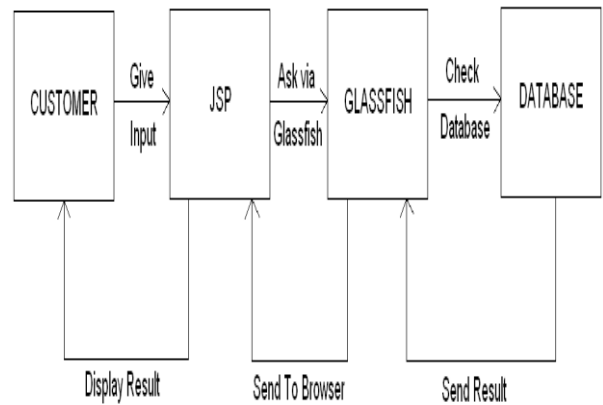 Give
Input
Ask via
Glassfish
Check
Database
CUSTOMER
JSP
GLASSFISH
DATABASE
Display Result
Send To Browser
Send Result